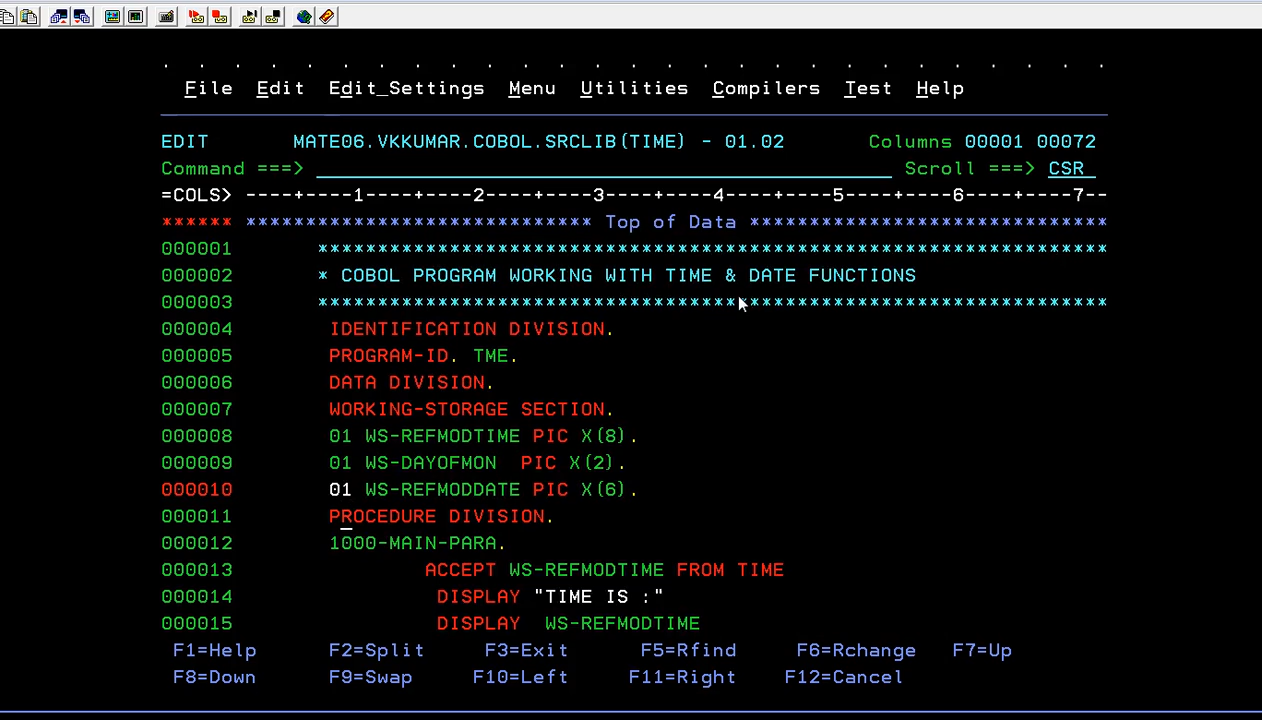 File Edit Edit_Settings Menu Utilities Compilers Test Help
EDIT MATE06.VKKUMAR.COBOL.SRCLIB(TIME) - 01.02 Columns 00001 00072
Command ===> Scroll ===> CSR
=COLS> ----+----1----+----2----+----3----+----4----+----5----+----6----+----7--
****** ***************************** Top of Data ******************************
000001 ******************************************************************
000002 * COBOL PROGRAM WORKING WITH TIME & DATE FUNCTIONS
000003 ******************************************************************
000004 IDENTIFICATION DIVISION.
000005 PROGRAM-ID. TME.
000006 DATA DIVISION.
000007 WORKING-STORAGE SECTION.
000008 01 WS-REFMODTIME PIC X(8).
000009 01 WS-DAYOFMON PIC X(2).
000010 01 WS-REFMODDATE PIC X(6).
000011 PROCEDURE DIVISION.
000012 1000-MAIN-PARA.
000013 ACCEPT WS-REFMODTIME FROM TIME
000014 DISPLAY "TIME IS :"
000015 DISPLAY WS-REFMODTIME
F1=Help F2=Split F3=Exit F5=Rfind F6=Rchange F7=Up
F8=Down F9=Swap F10=Left F11=Right F12=Cancel